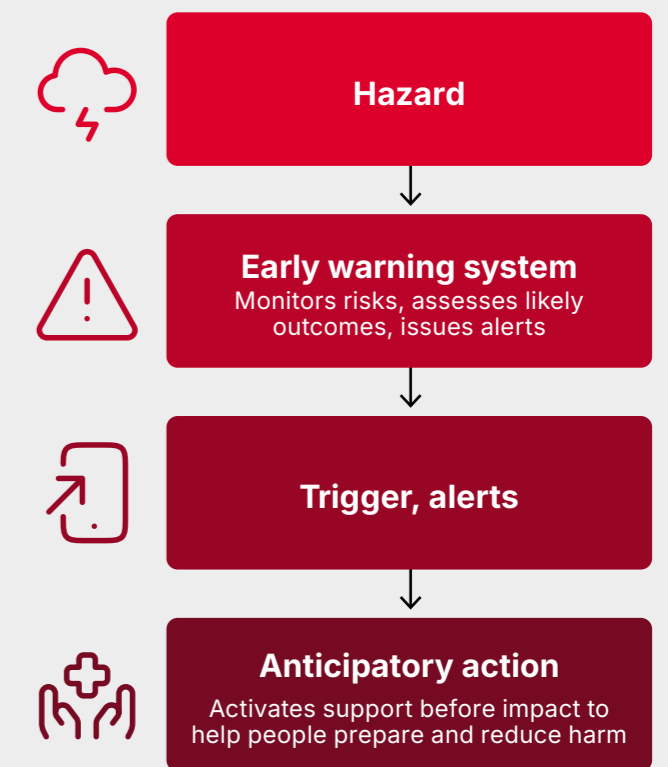 Hazard
Early warning system
Monitors risks, assesses likely
outcomes, issues alerts
Trigger, alerts
Anticipatory action
Activates support before impact to
help people prepare and reduce harm